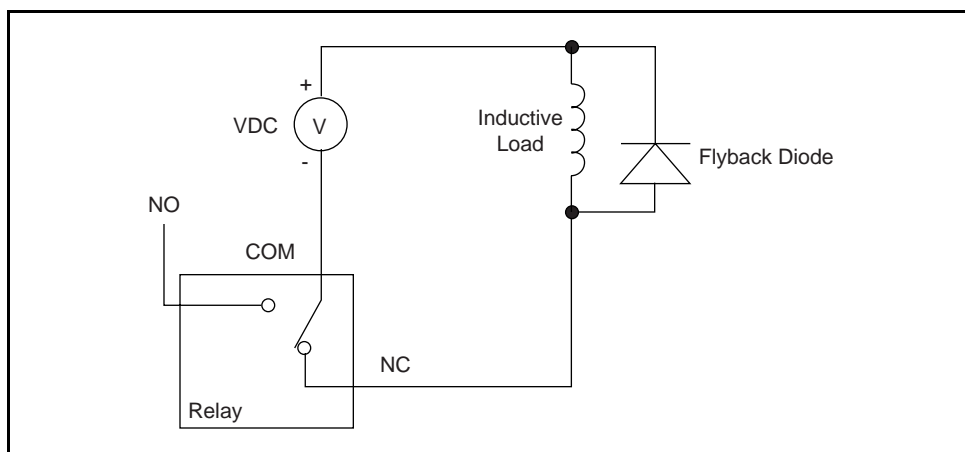 +
VDC
V
-
Inductive
Load
Flyback Diode
NO
COM
NC
Relay